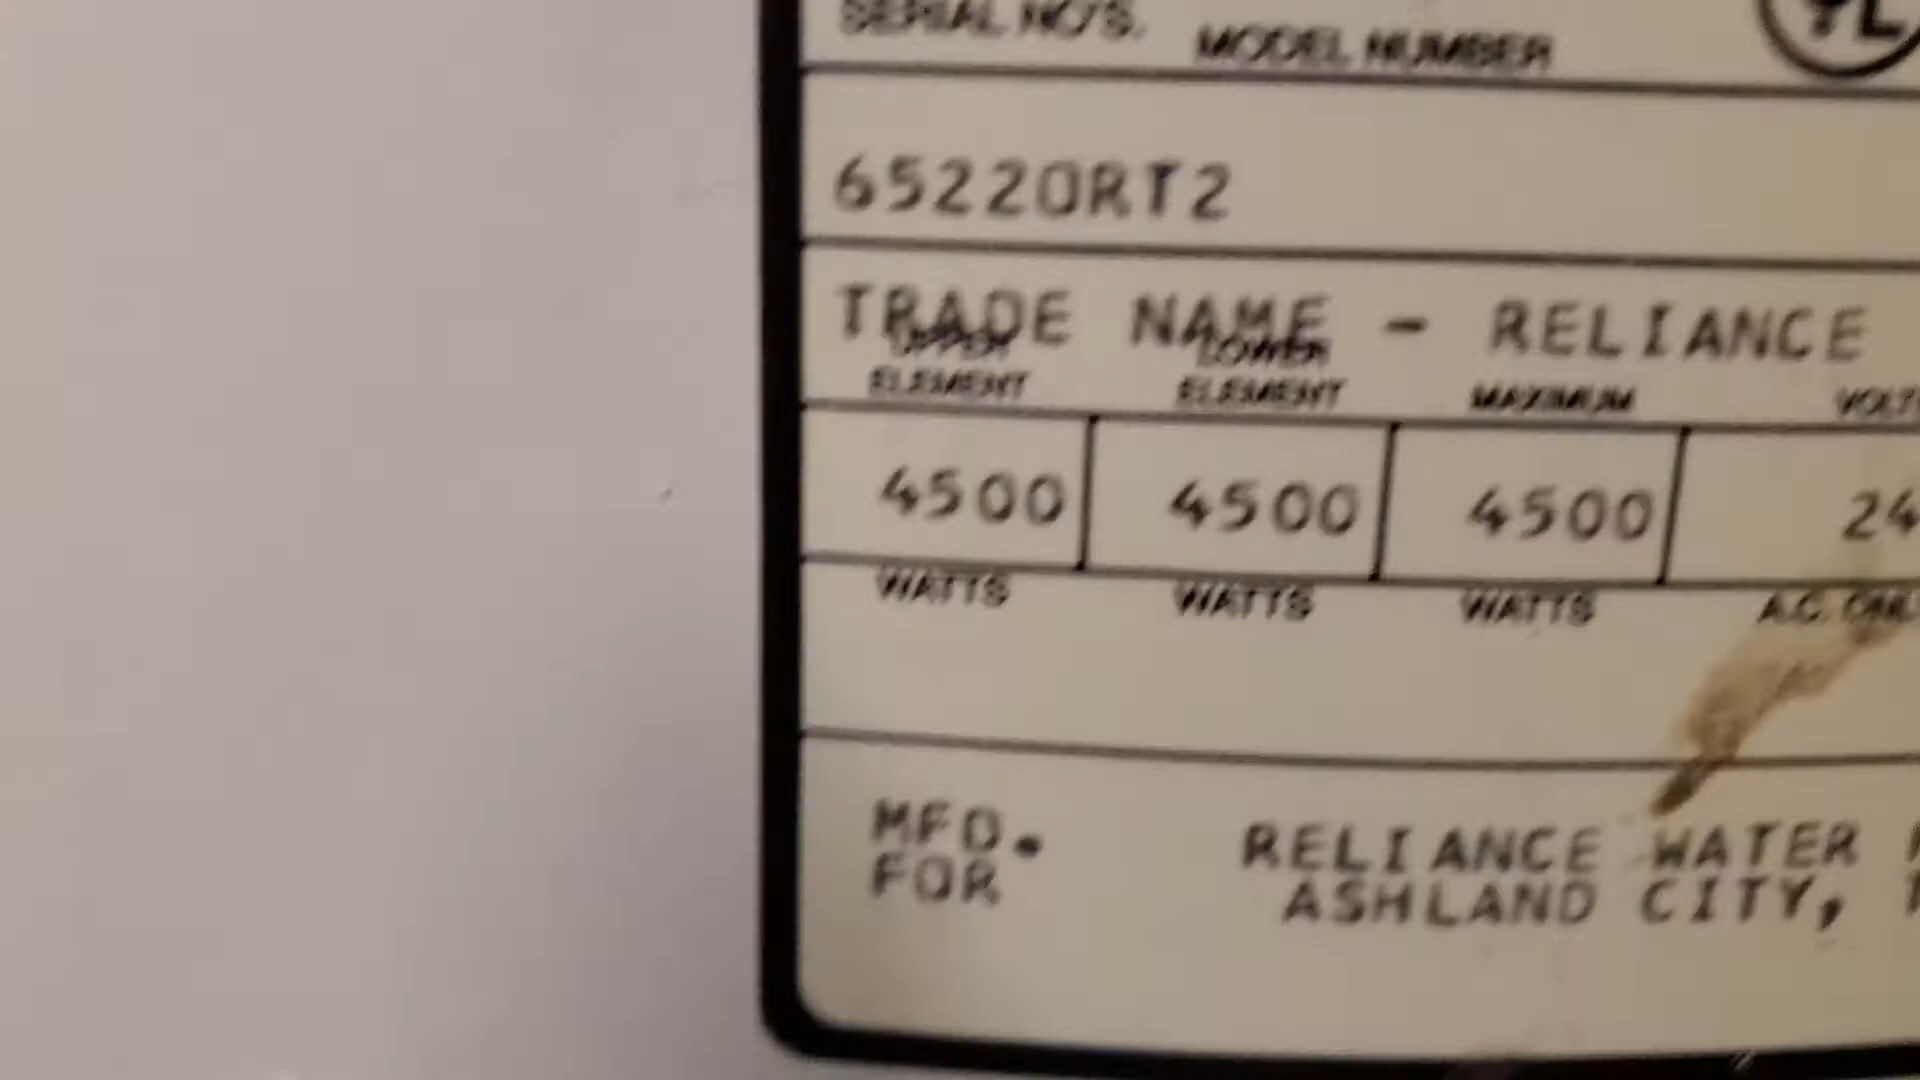 SERIAL NO'S. MODEL NUMBER
65220RT2
TRADE NAME - RELIANCE
UPPER LOWER
ELEMENT ELEMENT MAXIMUM VOLT
4500 4500 4500 24
WATTS WATTS WATTS A.C. ONL
MFD. RELIANCE WATER
FOR ASHLAND CITY,